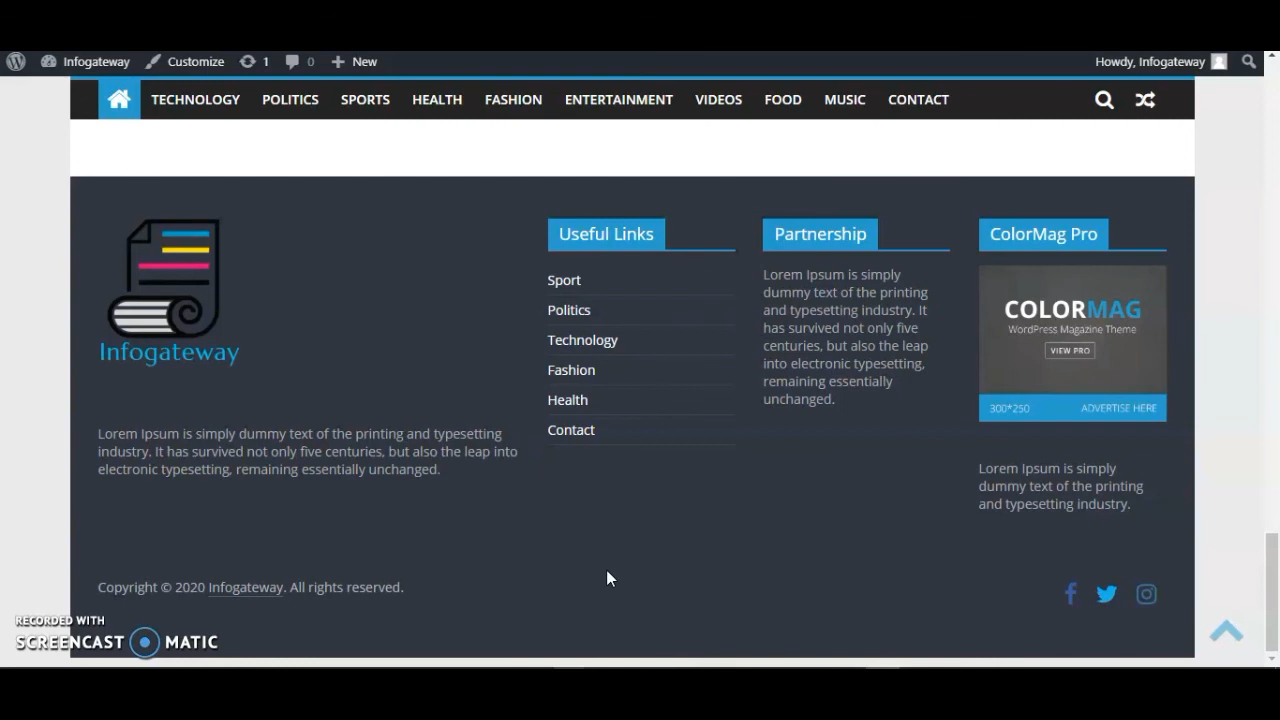 Infogateway Customize 1 0 New Howdy, Infogateway
TECHNOLOGY POLITICS SPORTS HEALTH FASHION ENTERTAINMENT VIDEOS FOOD MUSIC CONTACT
Infogateway
Lorem Ipsum is simply dummy text of the printing and typesetting
industry. It has survived not only five centuries, but also the leap into
electronic typesetting, remaining essentially unchanged.
Useful Links
Sport
Politics
Technology
Fashion
Health
Contact
Partnership
Lorem Ipsum is simply
dummy text of the printing
and typesetting industry. It
has survived not only five
centuries, but also the leap
into electronic typesetting,
remaining essentially
unchanged.
ColorMag Pro
COLORMAG
WordPress Magazine Theme
VIEW PRO
300*250 ADVERTISE HERE
Lorem Ipsum is simply
dummy text of the printing
and typesetting industry.
Copyright © 2020 Infogateway. All rights reserved.
RECORDED WITH
SCREENCAST MATIC